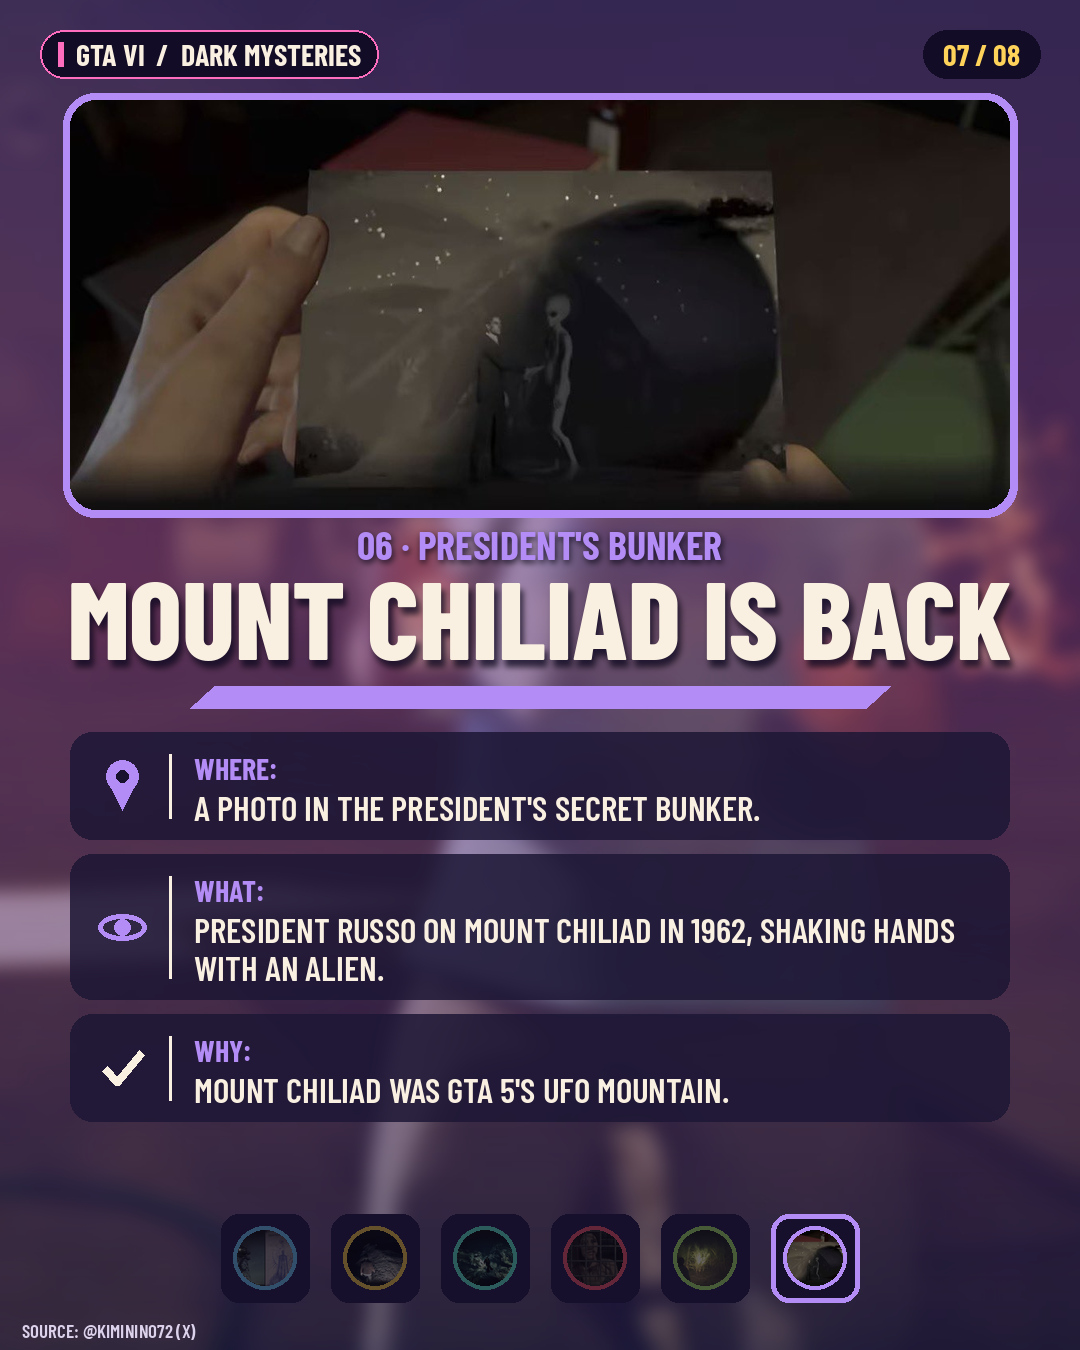 GTA VI / DARK MYSTERIES
07 / 08
06 · PRESIDENT'S BUNKER
MOUNT CHILIAD IS BACK
WHERE:
A PHOTO IN THE PRESIDENT'S SECRET BUNKER.
WHAT:
PRESIDENT RUSSO ON MOUNT CHILIAD IN 1962, SHAKING HANDS
WITH AN ALIEN.
WHY:
MOUNT CHILIAD WAS GTA 5'S UFO MOUNTAIN.
SOURCE: @KIMININO72 (X)